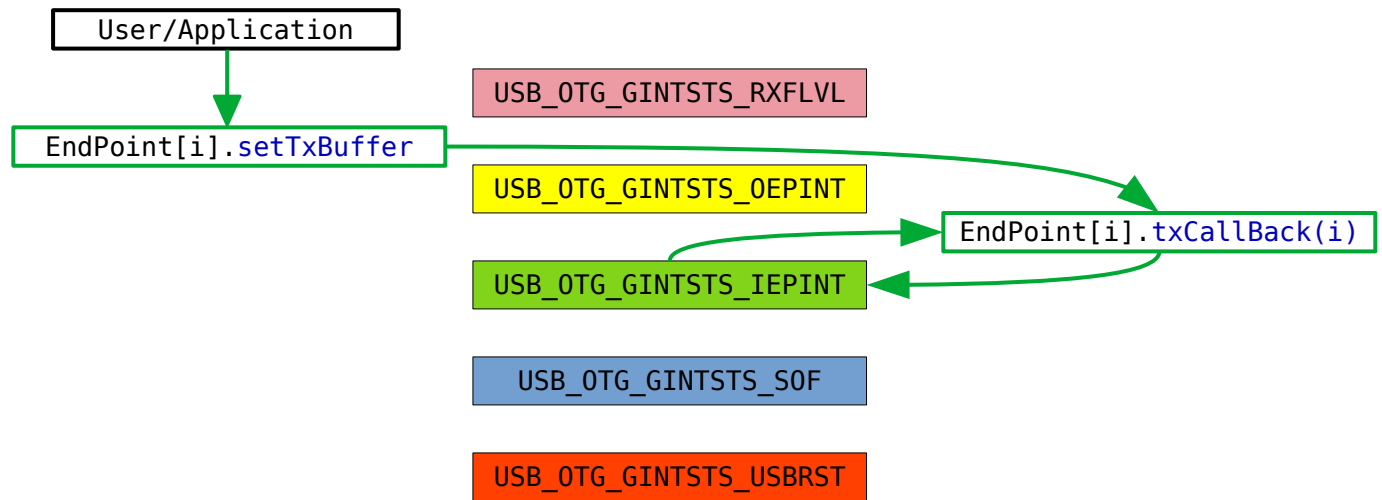 User/Application
USB_OTG_GINTSTS_RXFLVL
EndPoint[i].setTxBuffer
USB_OTG_GINTSTS_OEPINT
EndPoint[i].txCallBack(i)
USB_OTG_GINTSTS_IEPINT
USB_OTG_GINTSTS_SOF
USB_OTG_GINTSTS_USBRST